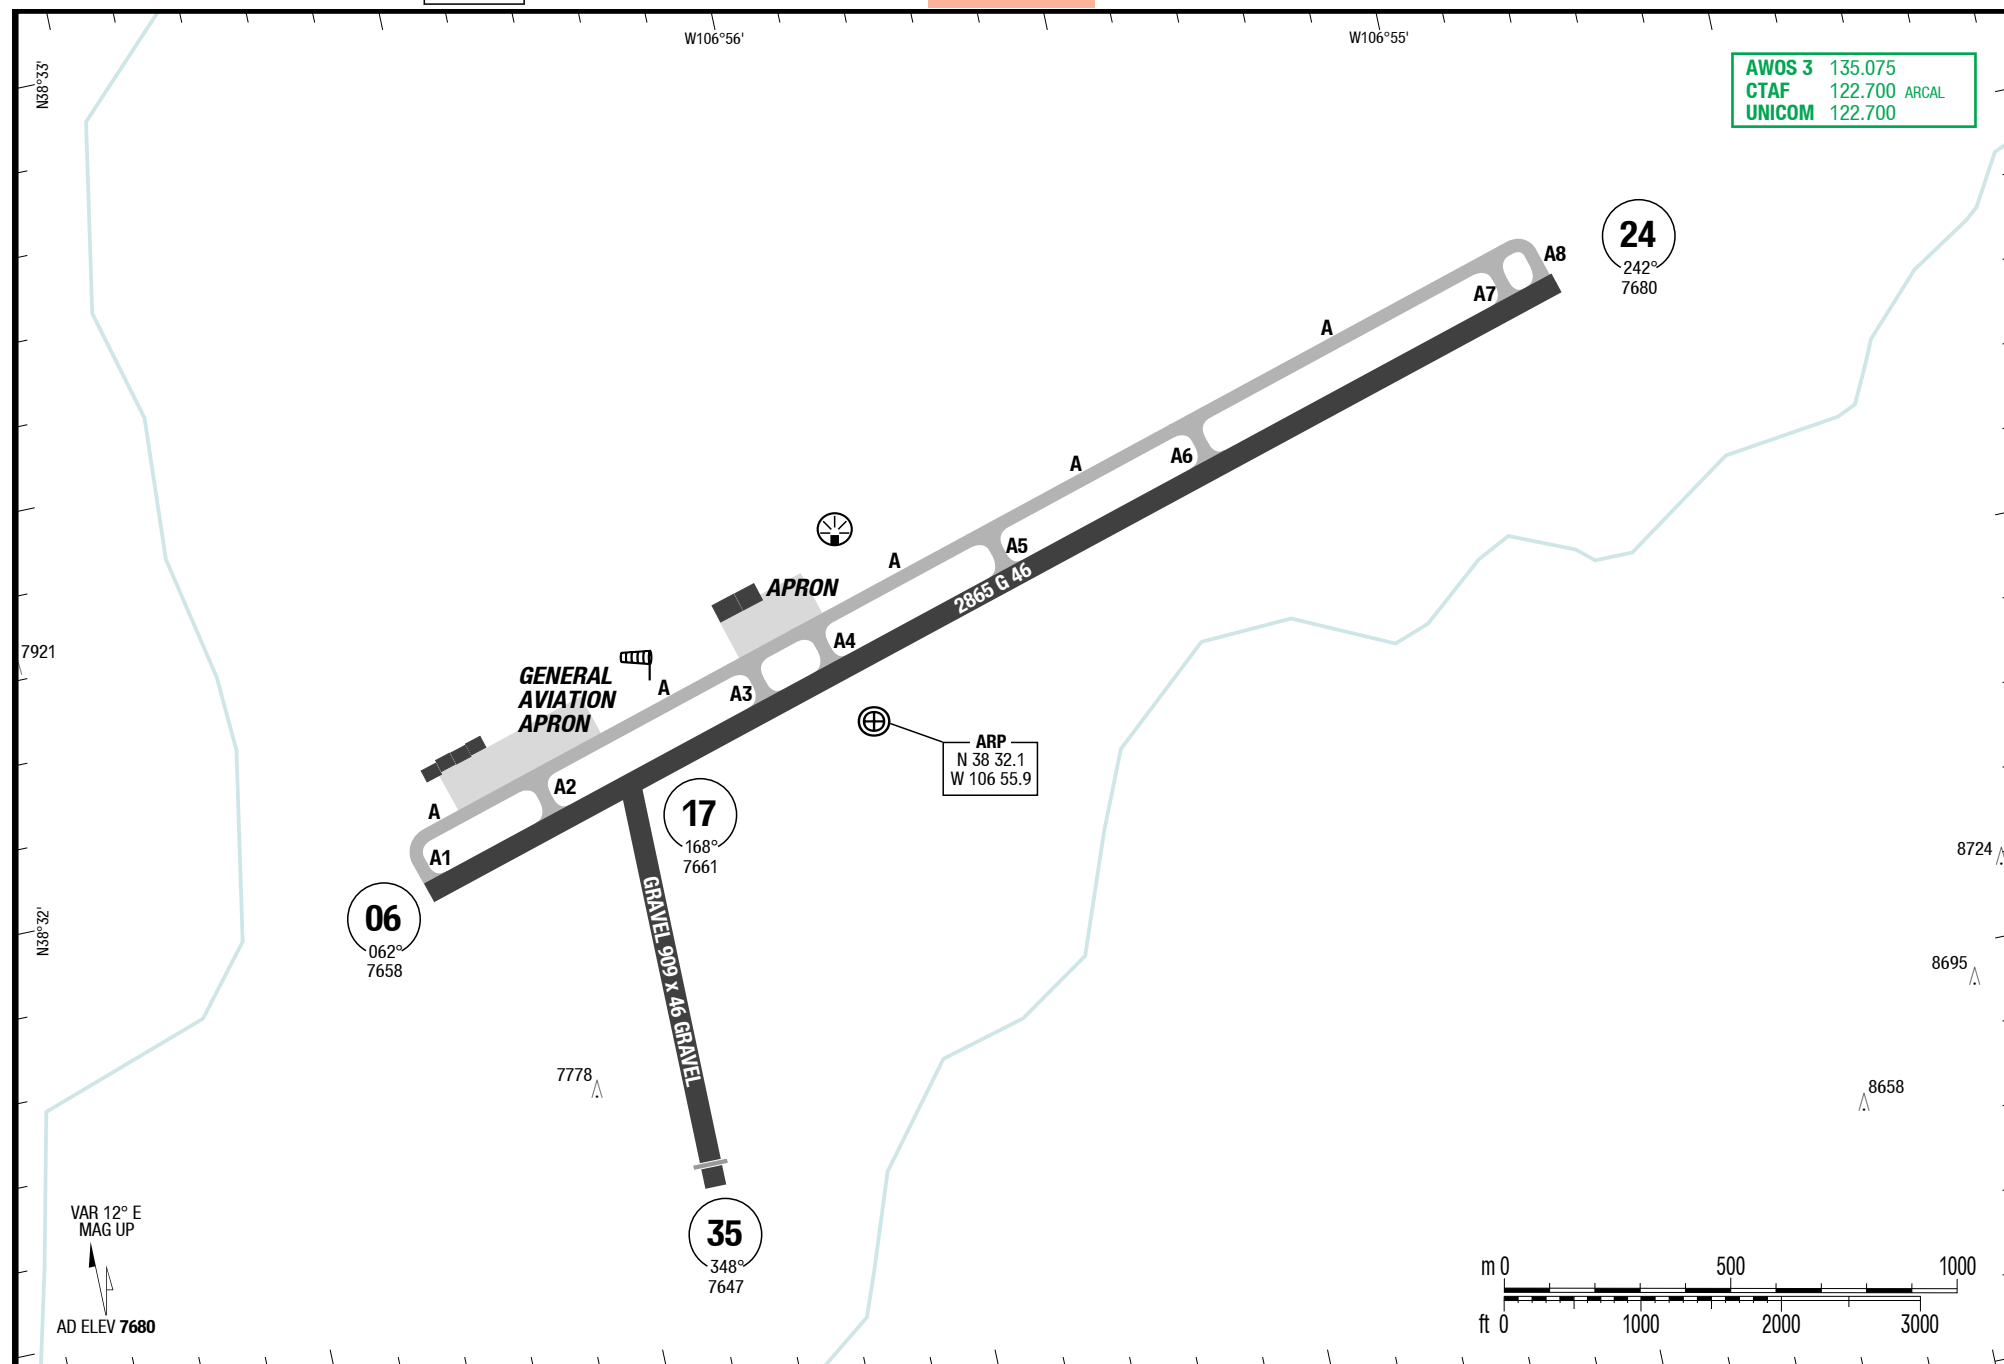 W106°56'
W106°55'
N38°33'
AWOS 3 135.075
CTAF 122.700 ARCAL
UNICOM 122.700
24
242°
7680
A8
A7
A
A6
A
A5
A
2865 G 46
APRON
A4
7921
GENERAL
AVIATION
APRON
A
A3
ARP
N 38 32.1
W 106 55.9
A2
17
168°
7661
A
A1
06
062°
7658
N38°32'
GRAVEL 909 x 46 GRAVEL
8724
8695
7778
8658
35
348°
7647
VAR 12° E
MAG UP
AD ELEV 7680
m 0 500 1000
ft 0 1000 2000 3000